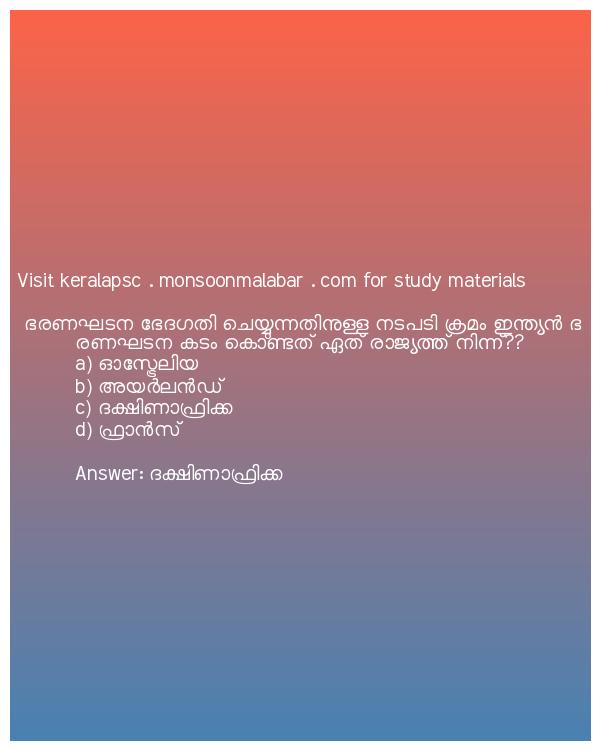 Visit keralapsc . monsoonmalabar . com for study materials
ഭരണഘടന ഭേദഗതി ചെയ്യുന്നതിനുള്ള നടപടി ക്രമം ഇന്ത്യൻ ഭ
രണഘടന കടം കൊണ്ടത് ഏത് രാജ്യത്ത് നിന്ന്??
a) ഓസ്ട്രേലിയ
b) അയർലൻഡ്
c) ദക്ഷിണാഫ്രിക്ക
d) ഫ്രാൻസ്
Answer: ദക്ഷിണാഫ്രിക്ക